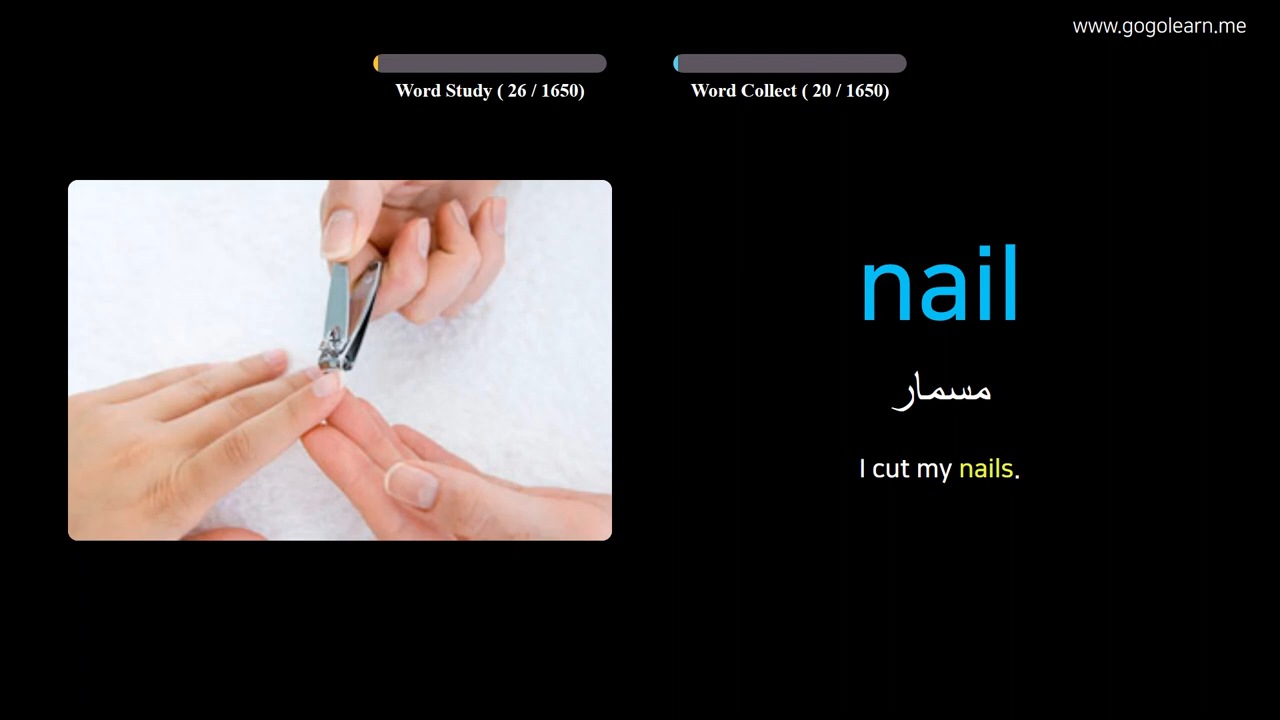 www.gogolearn.me
Word Study ( 26 / 1650)
Word Collect ( 20 / 1650)
nail
مسمار
I cut my nails.